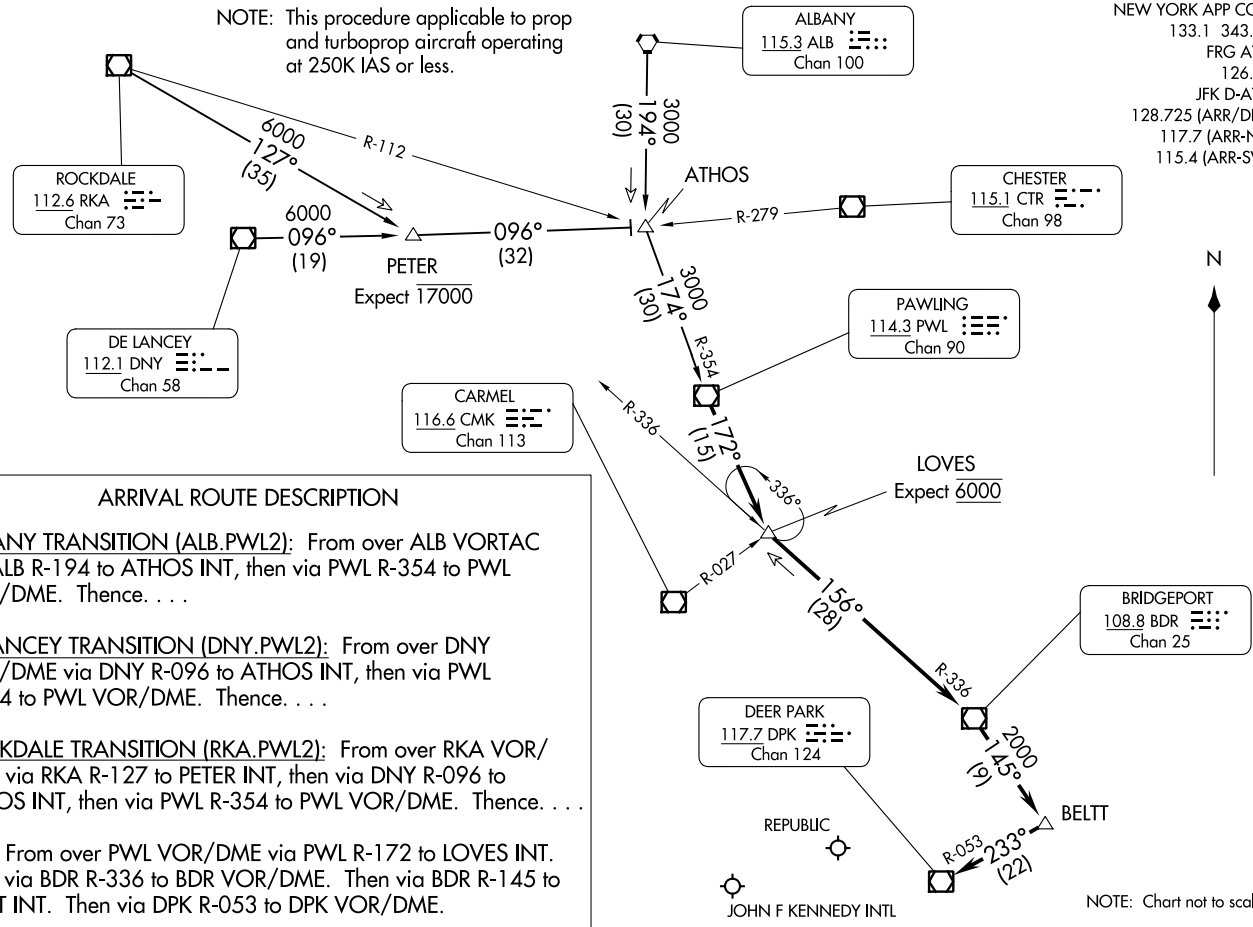 NOTE: This procedure applicable to prop
and turboprop aircraft operating
at 250K IAS or less.
ALBANY
115.3 ALB
Chan 100
NEW YORK APP CO
133.1 343.
FRG A
126.
JFK D-A
128.725 (ARR/D
117.7 (ARR-N
115.4 (ARR-S
3000
194°
(30)
6000
127°
(35)
R-112
ROCKDALE
112.6 RKA
Chan 73
ATHOS
CHESTER
115.1 CTR
Chan 98
R-279
6000
096°
(19)
096°
(32)
PETER
Expect 17000
3000
174°
(30)
R-354
N
DE LANCEY
112.1 DNY
Chan 58
PAWLING
114.3 PWL
Chan 90
CARMEL
116.6 CMK
Chan 113
R-336
172°
(15)
336°
LOVES
Expect 6000
R-027
156°
(28)
R-336
BRIDGEPORT
108.8 BDR
Chan 25
DEER PARK
117.7 DPK
Chan 124
2000
145°
(9)
BELTT
R-053
233°
(22)
REPUBLIC
JOHN F KENNEDY INTL
NOTE: Chart not to scal
ARRIVAL ROUTE DESCRIPTION
ANY TRANSITION (ALB.PWL2): From over ALB VORTAC
ALB R-194 to ATHOS INT, then via PWL R-354 to PWL
/DME. Thence. . . .
ANCEY TRANSITION (DNY.PWL2): From over DNY
/DME via DNY R-096 to ATHOS INT, then via PWL
4 to PWL VOR/DME. Thence. . . .
KDALE TRANSITION (RKA.PWL2): From over RKA VOR/
via RKA R-127 to PETER INT, then via DNY R-096 to
OS INT, then via PWL R-354 to PWL VOR/DME. Thence. . . .
From over PWL VOR/DME via PWL R-172 to LOVES INT.
via BDR R-336 to BDR VOR/DME. Then via BDR R-145 to
T INT. Then via DPK R-053 to DPK VOR/DME.